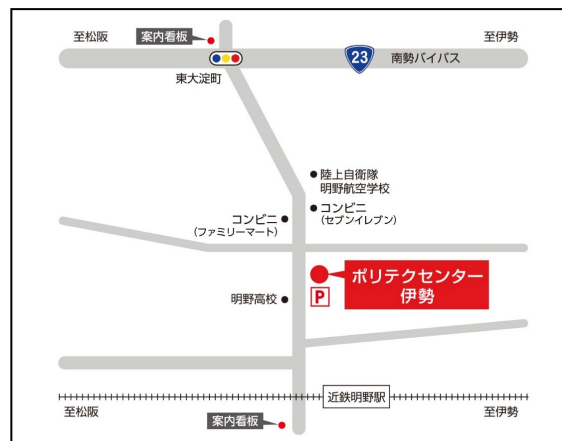 至松阪
案内看板
至伊勢
23
南勢バイパス
東大淀町
陸上自衛隊
明野航空学校
コンビニ
(ファミリーマート)
コンビニ
(セブンイレブン)
ポリテクセンター
伊勢
P
明野高校
近鉄明野駅
至松阪
至伊勢
案内看板